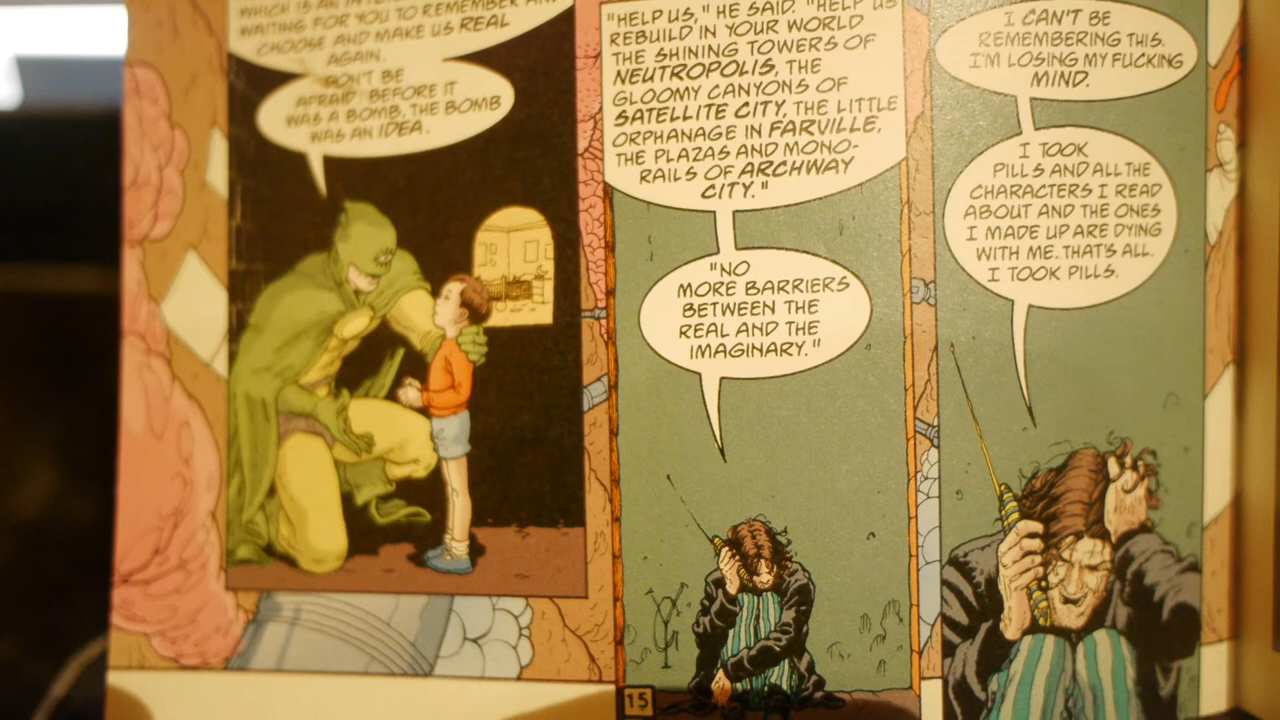 WHICH IS AN
WAITING FOR YOU TO REMEMBER AND
CHOOSE AND MAKE US REAL
AGAIN.
DON'T BE
AFRAID. BEFORE IT
WAS A BOMB, THE BOMB
WAS AN IDEA.
"HELP US," HE SAID. "HELP US
REBUILD IN YOUR WORLD
THE SHINING TOWERS OF
NEUTROPOLIS, THE
GLOOMY CANYONS OF
SATELLITE CITY, THE LITTLE
ORPHANAGE IN FARVILLE,
THE PLAZAS AND MONO-
RAILS OF ARCHWAY
CITY."
"NO
MORE BARRIERS
BETWEEN THE
REAL AND THE
IMAGINARY."
15
I CAN'T BE
REMEMBERING THIS.
I'M LOSING MY FUCKING
MIND.
I TOOK
PILLS AND ALL THE
CHARACTERS I READ
ABOUT AND THE ONES
I MADE UP ARE DYING
WITH ME. THAT'S ALL.
I TOOK PILLS.